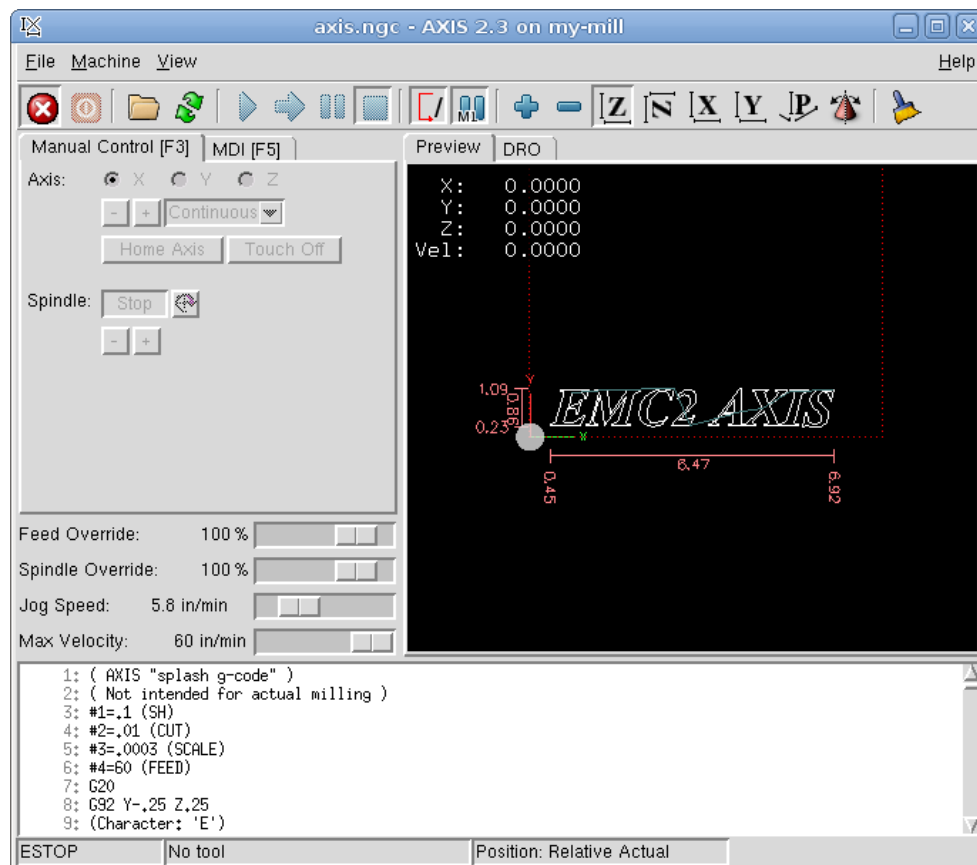 axis.ngc - AXIS 2.3 on my-mill
File Machine View Help
M1 Z N X Y P
Manual Control [F3] MDI [F5]
Preview DRO
Axis: X Y Z
- + Continuous
Home Axis Touch Off
Spindle: Stop
- +
Feed Override: 100 %
Spindle Override: 100 %
Jog Speed: 5.8 in/min
Max Velocity: 60 in/min
X: 0.0000
Y: 0.0000
Z: 0.0000
Vel: 0.0000
Y
1.09
0.86
0.23
EMC2 AXIS
X
6.47
0.45
6.92
1: ( AXIS "splash g-code" )
2: ( Not intended for actual milling )
3: #1=.1 (SH)
4: #2=.01 (CUT)
5: #3=.0003 (SCALE)
6: #4=60 (FEED)
7: G20
8: G92 Y-.25 Z.25
9: (Character: 'E')
ESTOP No tool Position: Relative Actual